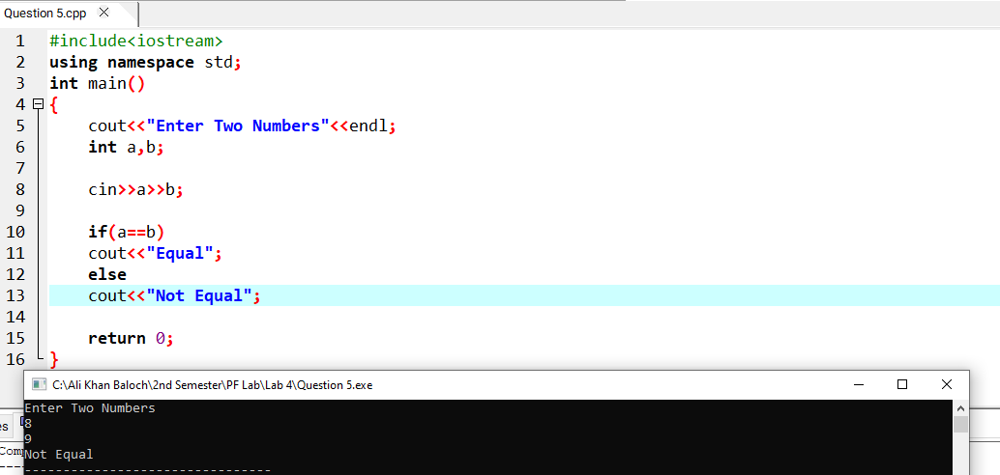 Question 5.cpp
1 #include<iostream>
2 using namespace std;
3 int main()
4 {
5 cout<<"Enter Two Numbers"<<endl;
6 int a,b;
7
8 cin>>a>>b;
9
10 if(a==b)
11 cout<<"Equal";
12 else
13 cout<<"Not Equal";
14
15 return 0;
16 }
C:\Ali Khan Baloch\2nd Semester\PF Lab\Lab 4\Question 5.exe
Enter Two Numbers
8
9
Not Equal
--------------------------------